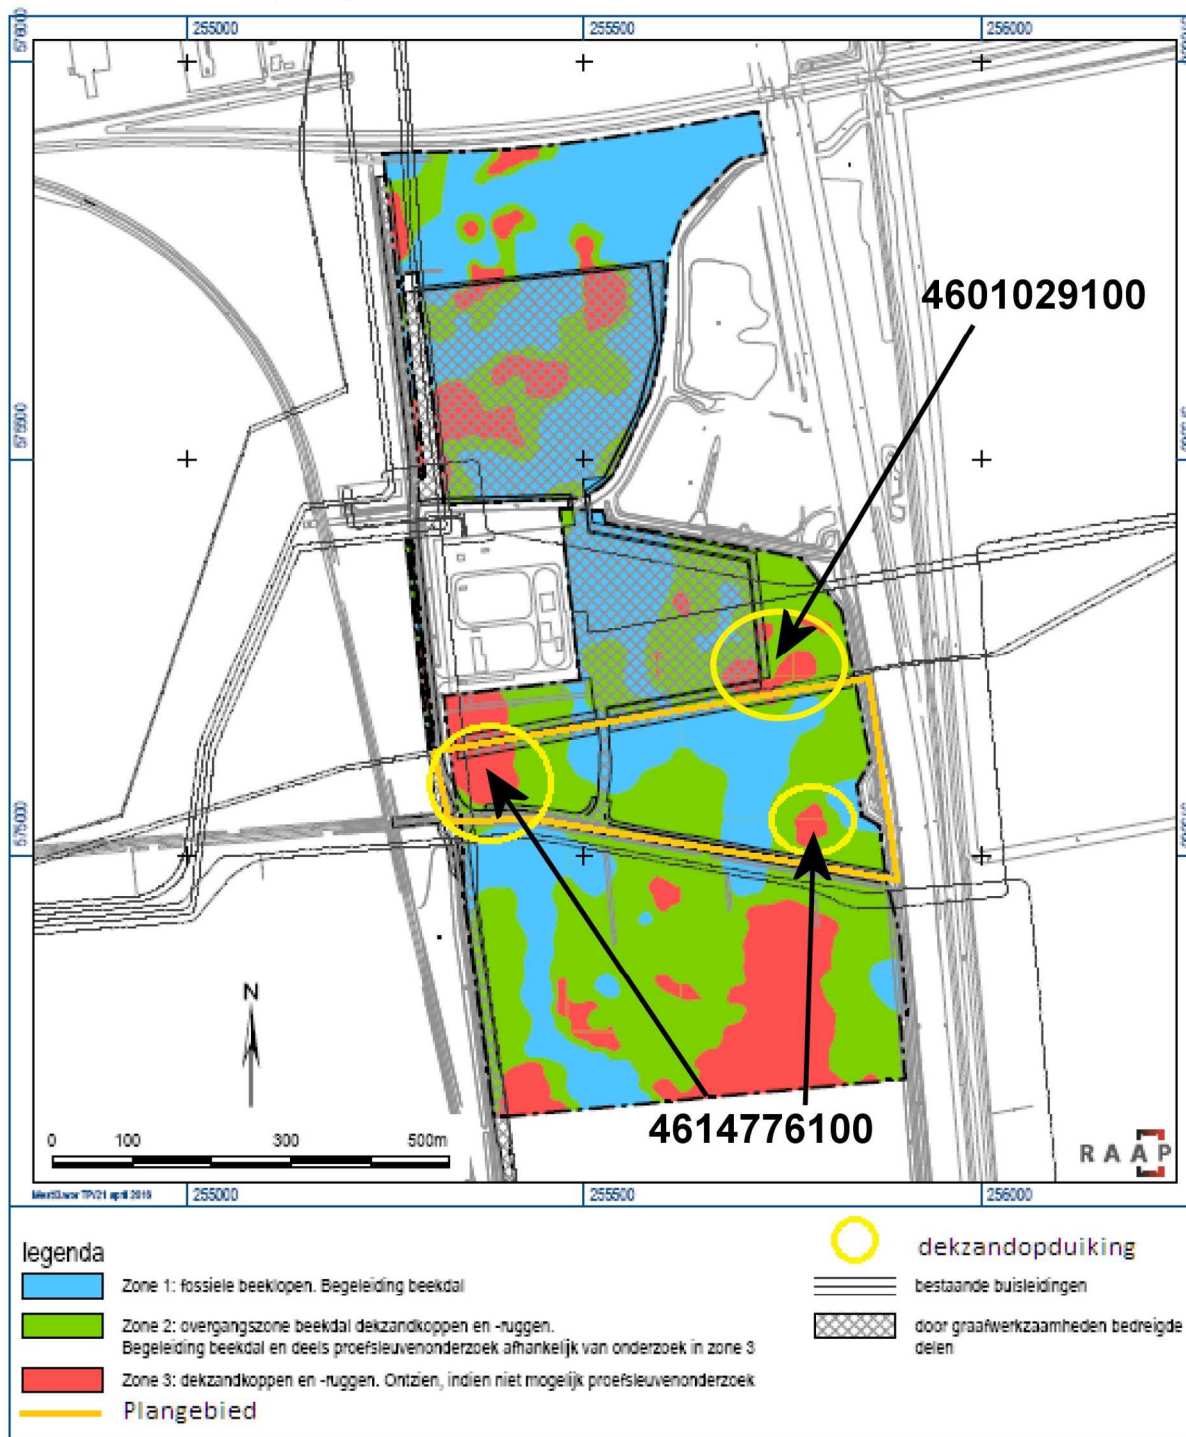 255000
255500
256000
576000
575500
4601029100
575000
4614776100
N
0 100 300 500m
RAAP
255000
255500
256000
legenda
Zone 1: fossiele beeklopen. Begeleiding beekdal
Zone 2: overgangszone beekdal dekzandkoppen en -ruggen.
Begeleiding beekdal en deels proefsleuvenonderzoek afhankelijk van onderzoek in zone 3
Zone 3: dekzandkoppen en -ruggen. Ontzien, indien niet mogelijk proefsleuvenonderzoek
Plangebied
dekzandopduiking
bestaande buisleidingen
door graafwerkzaamheden bedreigde
delen